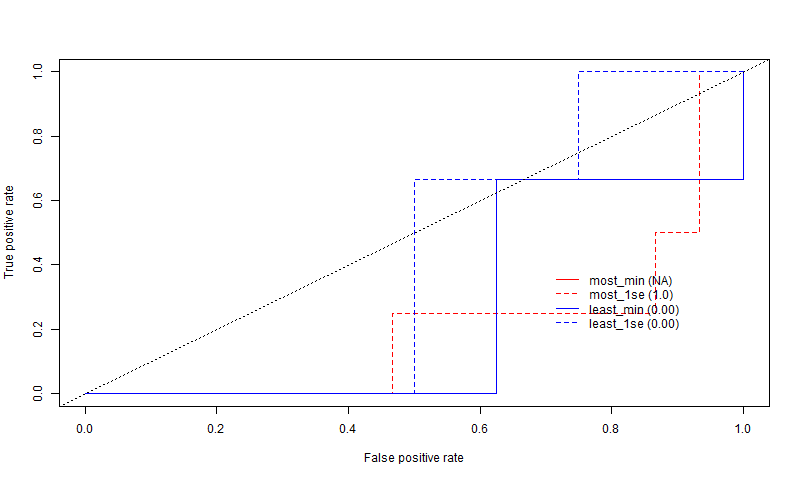 True positive rate
1.0
0.8
0.6
0.4
0.2
0.0
most_min (NA)
most_1se (1.0)
least_min (0.00)
least_1se (0.00)
0.0 0.2 0.4 0.6 0.8 1.0
False positive rate